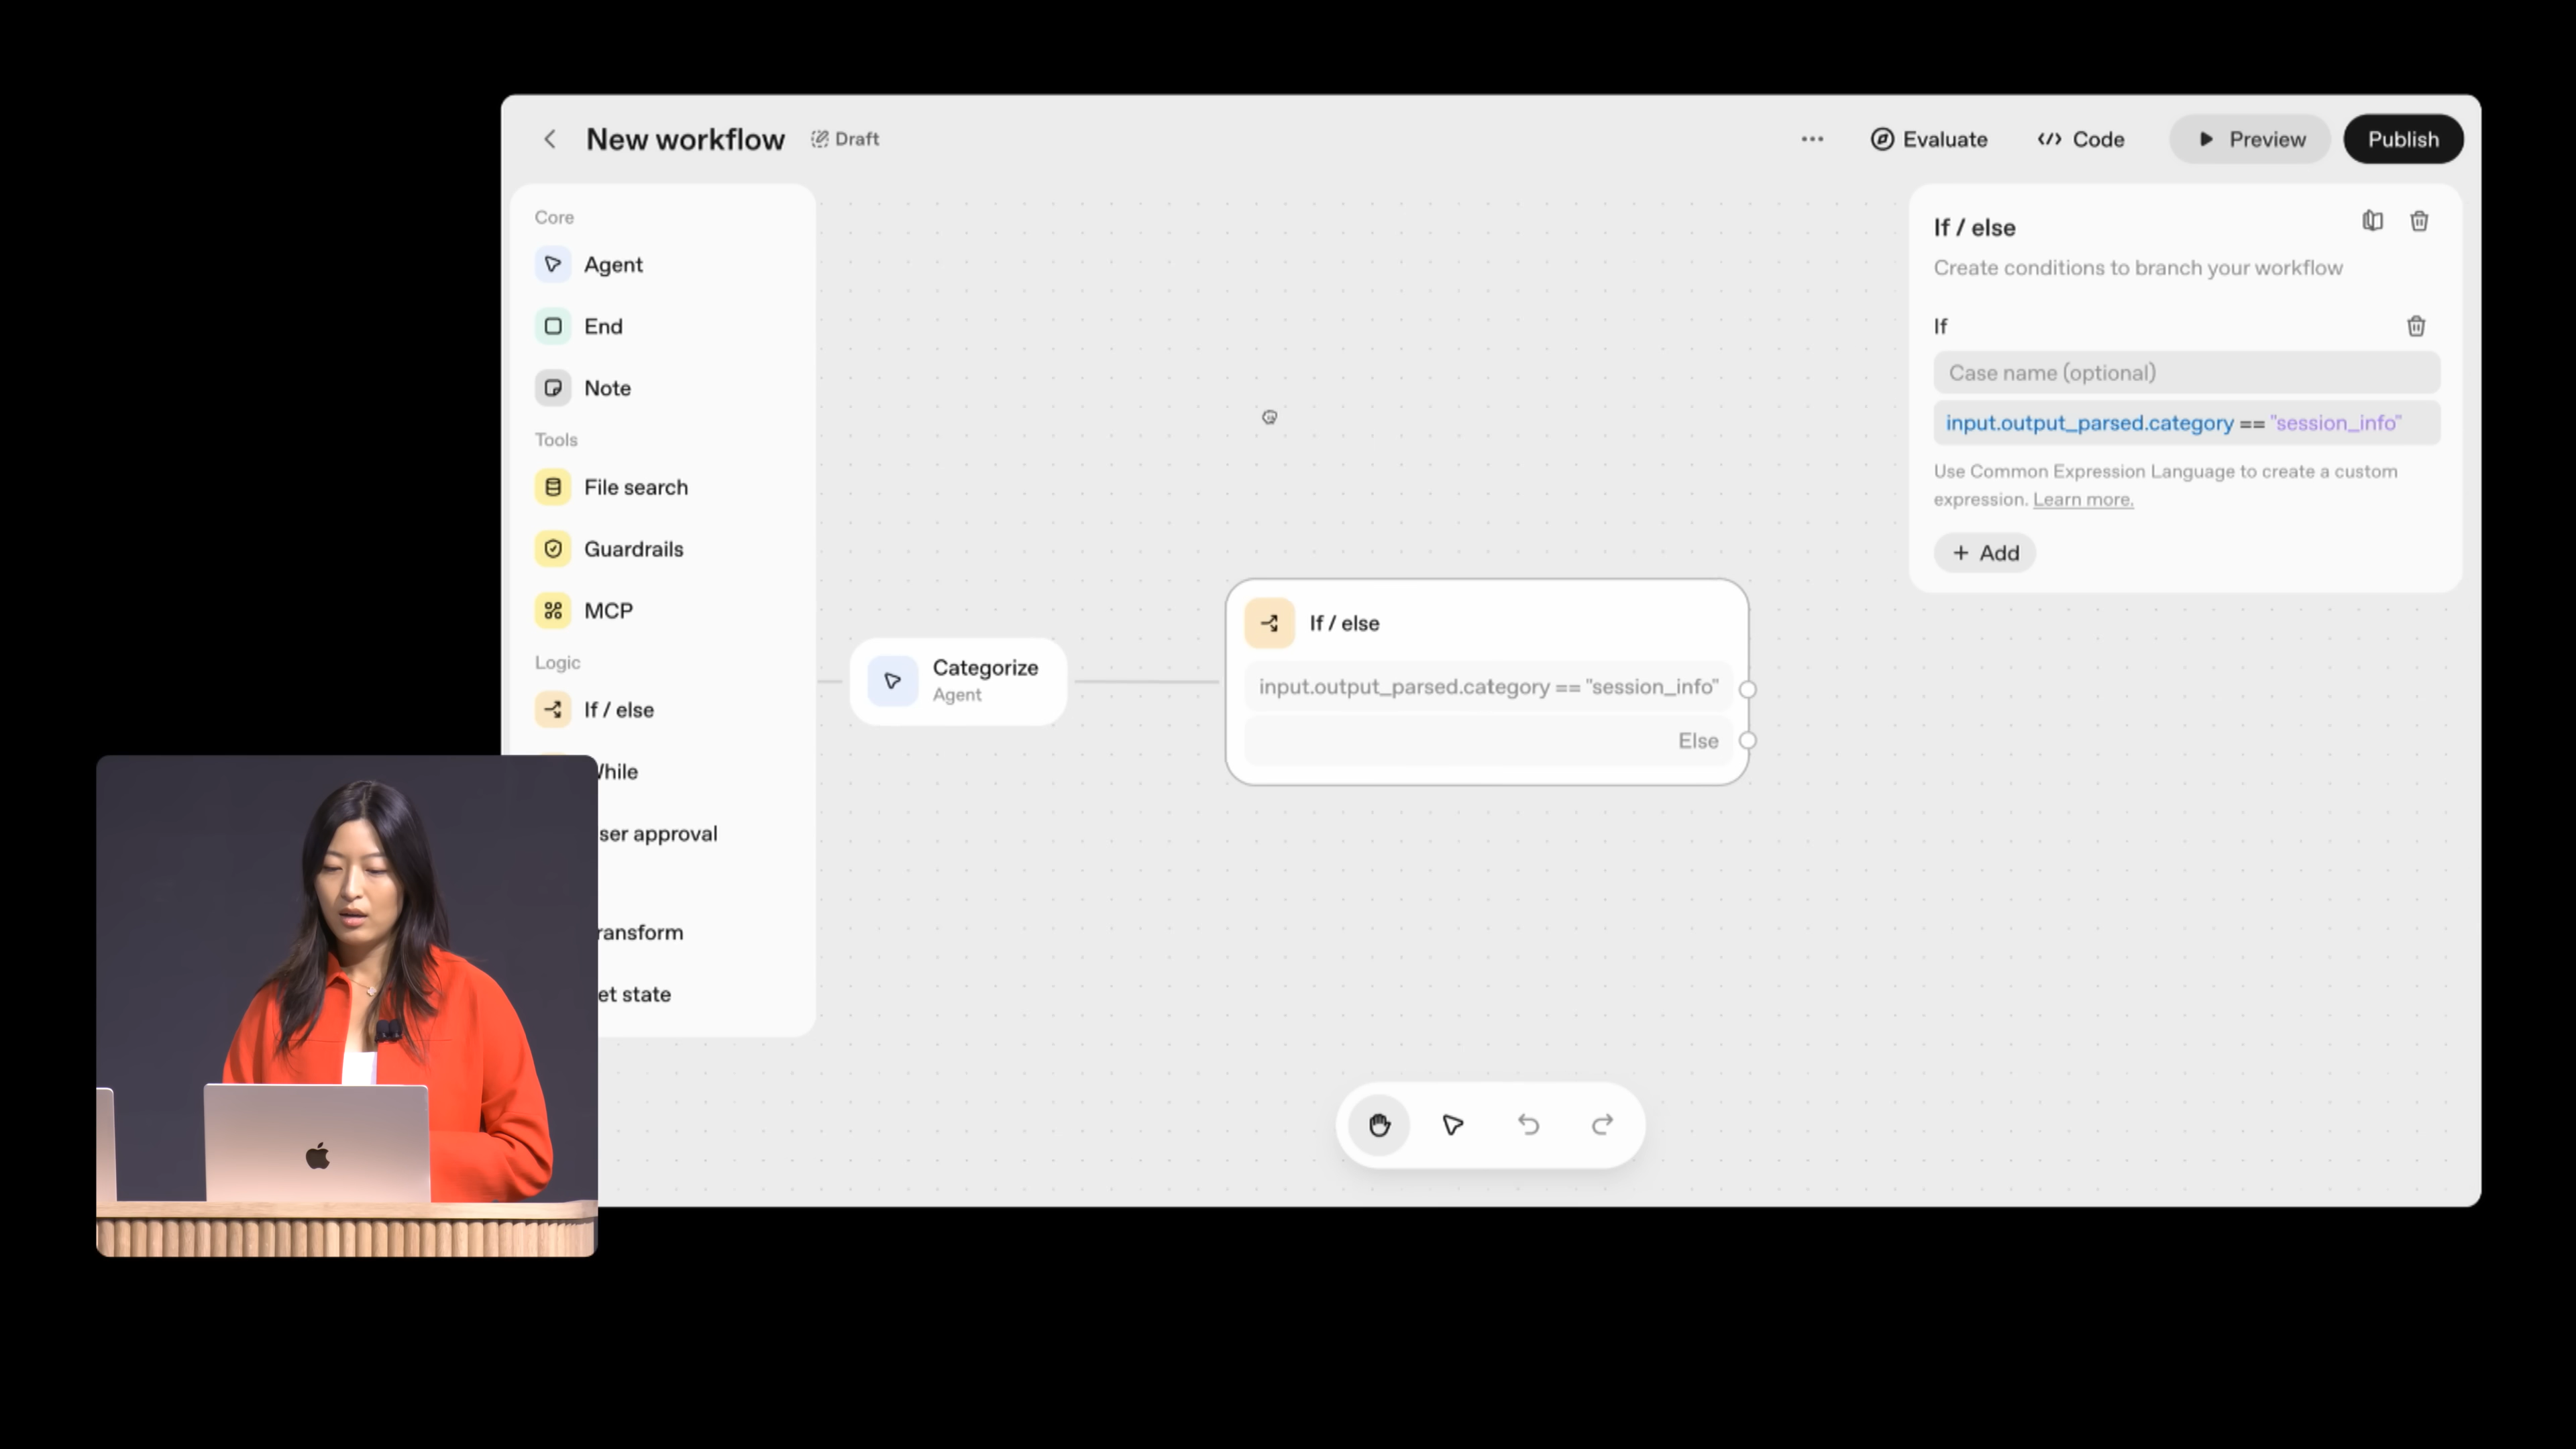 New workflow
Draft
Evaluate
Code
Preview
Publish
Core
Agent
End
Note
Tools
File search
Guardrails
MCP
Logic
If / else
hile
ser approval
ransform
et state
Categorize
Agent
If / else
input.output_parsed.category == "session_info"
Else
If / else
Create conditions to branch your workflow
If
Case name (optional)
input.output_parsed.category == "session_info"
Use Common Expression Language to create a custom
expression. Learn more.
+ Add